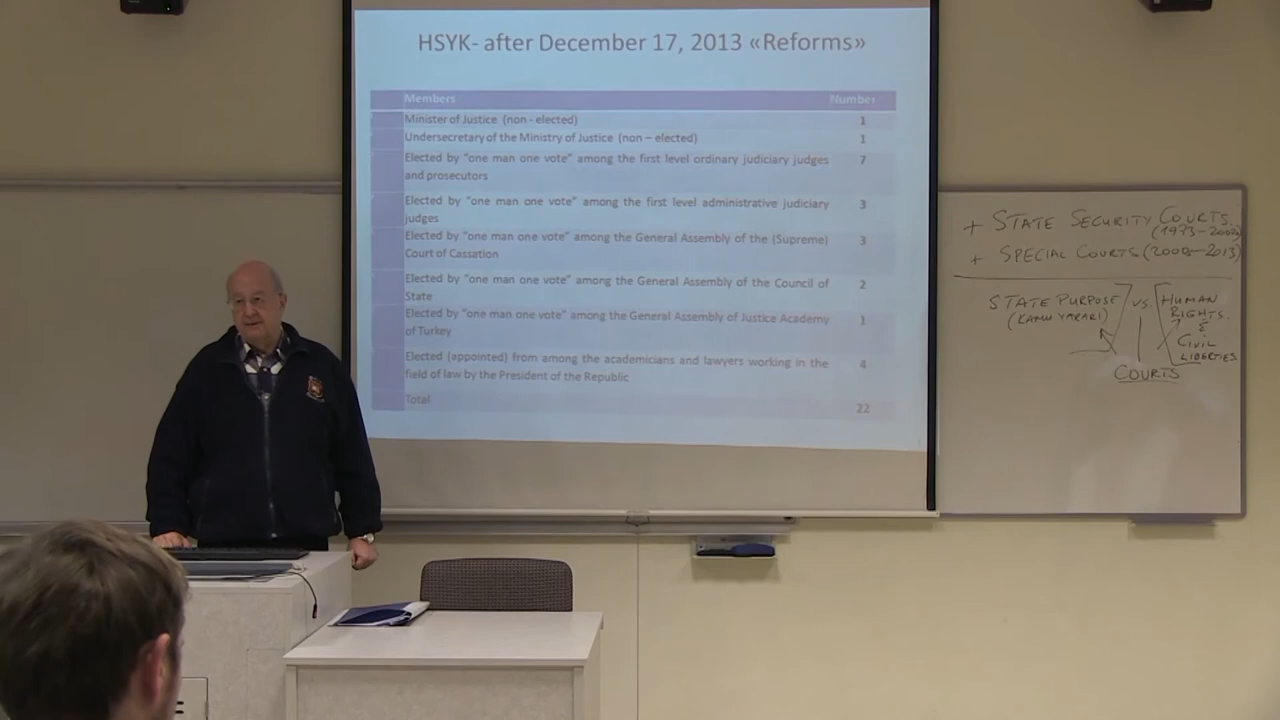 HSYK- after December 17, 2013 «Reforms»
Members Number
Minister of Justice (non - elected) 1
Undersecretary of the Ministry of Justice (non – elected) 1
Elected by "one man one vote" among the first level ordinary judiciary judges 7
and prosecutors
Elected by "one man one vote" among the first level administrative judiciary 3
judges
Elected by "one man one vote" among the General Assembly of the (Supreme) 3
Court of Cassation
Elected by "one man one vote" among the General Assembly of the Council of 2
State
Elected by "one man one vote" among the General Assembly of Justice Academy 1
of Turkey
Elected (appointed) from among the academicians and lawyers working in the 4
field of law by the President of the Republic
Total 22
+ STATE SECURITY COURTS.
+ SPECIAL COURTS
STATE PURPOSE vs. HUMAN
RIGHTS
&
CIVIL
LIBERTIES
COURTS